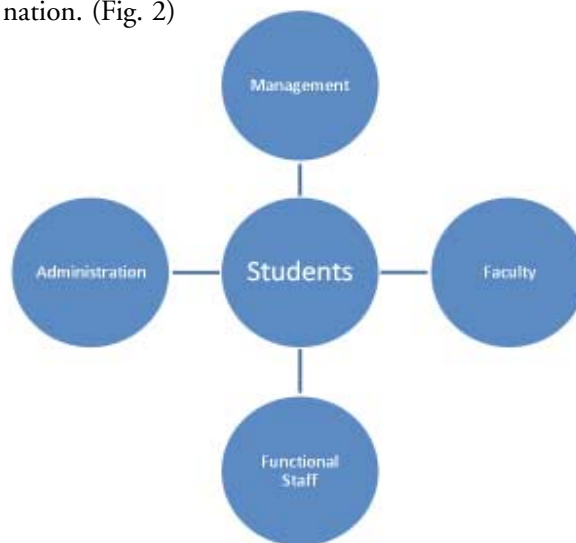 nation. (Fig. 2)
Management
Administration
Students
Faculty
Functional
Staff